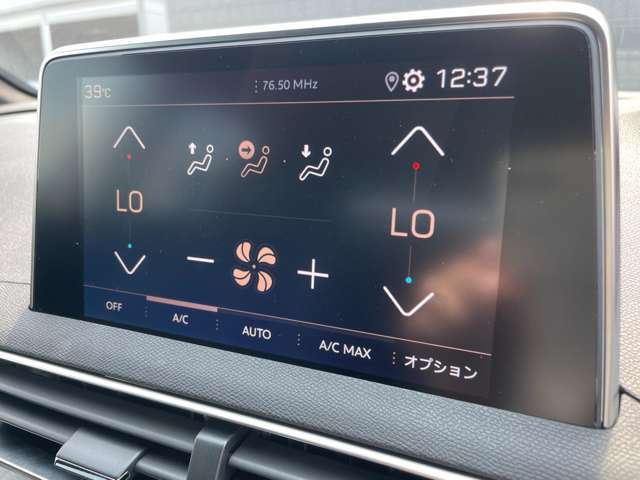 39°C 76.50 MHz 12:37
LO LO
OFF A/C AUTO A/C MAX オプション